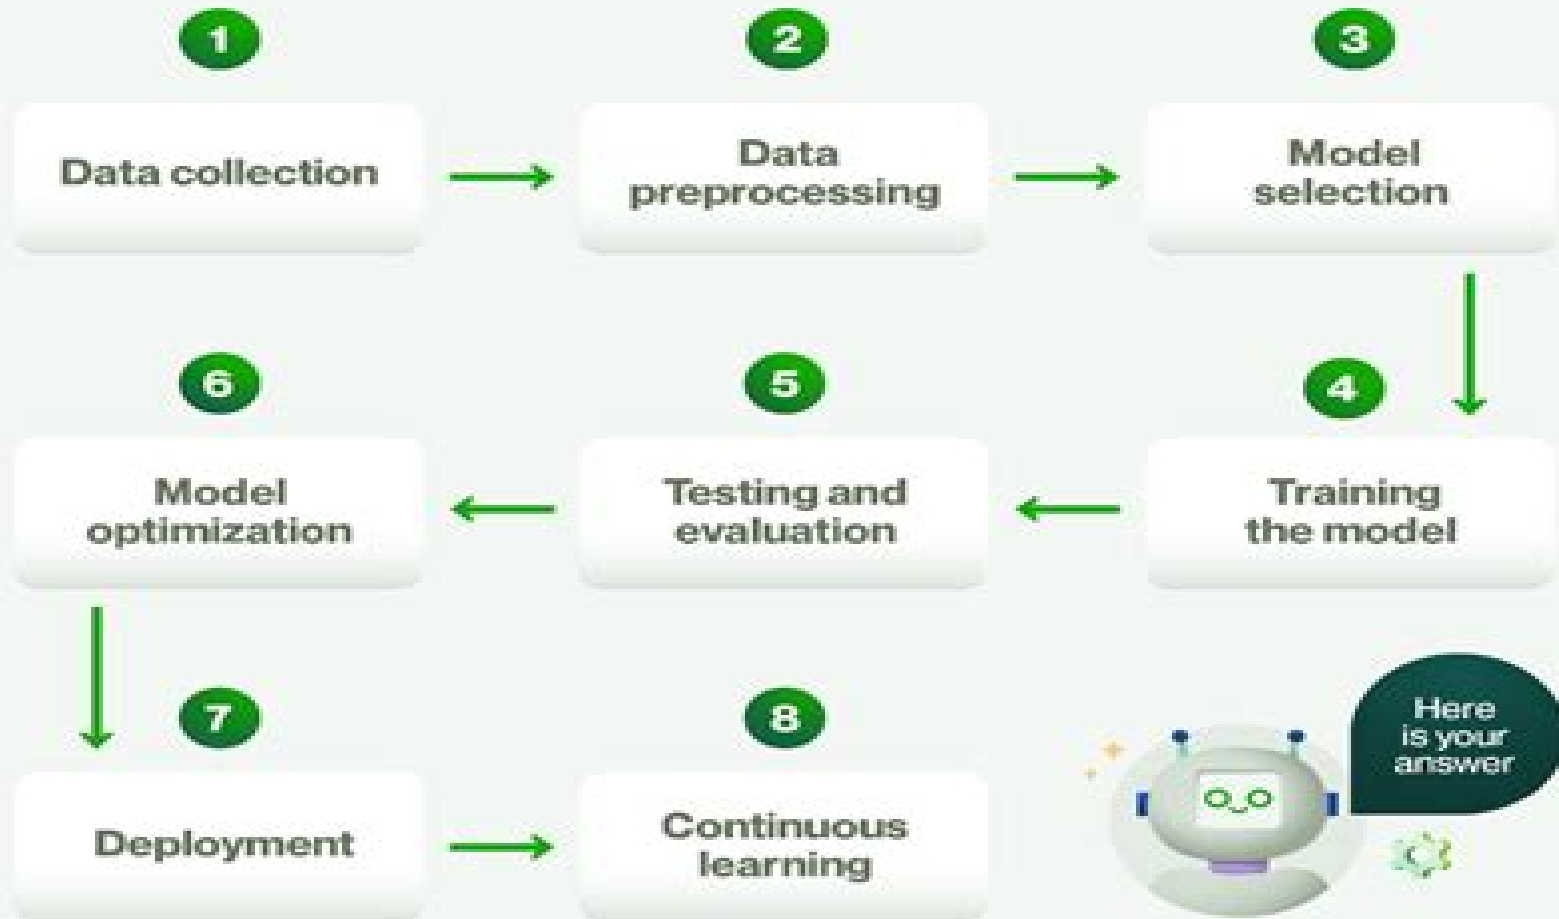 1
Data collection
2
Data
preprocessing
3
Model
selection
4
Training
the model
5
Testing and
evaluation
6
Model
optimization
7
Deployment
8
Continuous
learning
Here
is your
answer